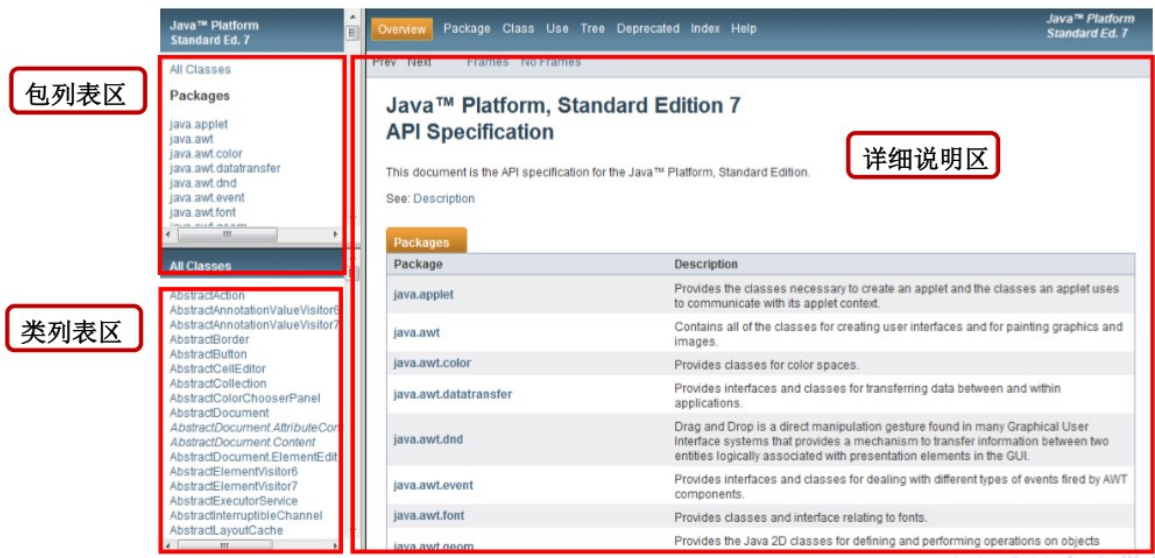 Java™ Platform
Standard Ed. 7
All Classes
Packages
java.applet
java.awt
java.awt.color
java.awt.datatransfer
java.awt.dnd
java.awt.event
java.awt.font
java.awt.geom
包列表区
All Classes
AbstractAction
AbstractAnnotationValueVisitor6
AbstractAnnotationValueVisitor7
AbstractBorder
AbstractButton
AbstractCellEditor
AbstractCollection
AbstractColorChooserPanel
AbstractDocument
AbstractDocument.AttributeCon
AbstractDocument.Content
AbstractDocument.ElementEdit
AbstractElementVisitor6
AbstractElementVisitor7
AbstractExecutorService
AbstractInterruptibleChannel
AbstractLayoutCache
类列表区
Overview Package Class Use Tree Deprecated Index Help
Java™ Platform
Standard Ed. 7
Prev Next Frames No Frames
Java™ Platform, Standard Edition 7
API Specification
详细说明区
This document is the API specification for the Java™ Platform, Standard Edition.
See: Description
Packages
Package Description
java.applet Provides the classes necessary to create an applet and the classes an applet uses
to communicate with its applet context.
java.awt Contains all of the classes for creating user interfaces and for painting graphics and
images.
java.awt.color Provides classes for color spaces.
java.awt.datatransfer Provides interfaces and classes for transferring data between and within
applications.
java.awt.dnd Drag and Drop is a direct manipulation gesture found in many Graphical User
Interface systems that provides a mechanism to transfer information between two
entities logically associated with presentation elements in the GUI.
java.awt.event Provides interfaces and classes for dealing with different types of events fired by AWT
components.
java.awt.font Provides classes and interface relating to fonts.
java.awt.geom Provides the Java 2D classes for defining and performing operations on objects